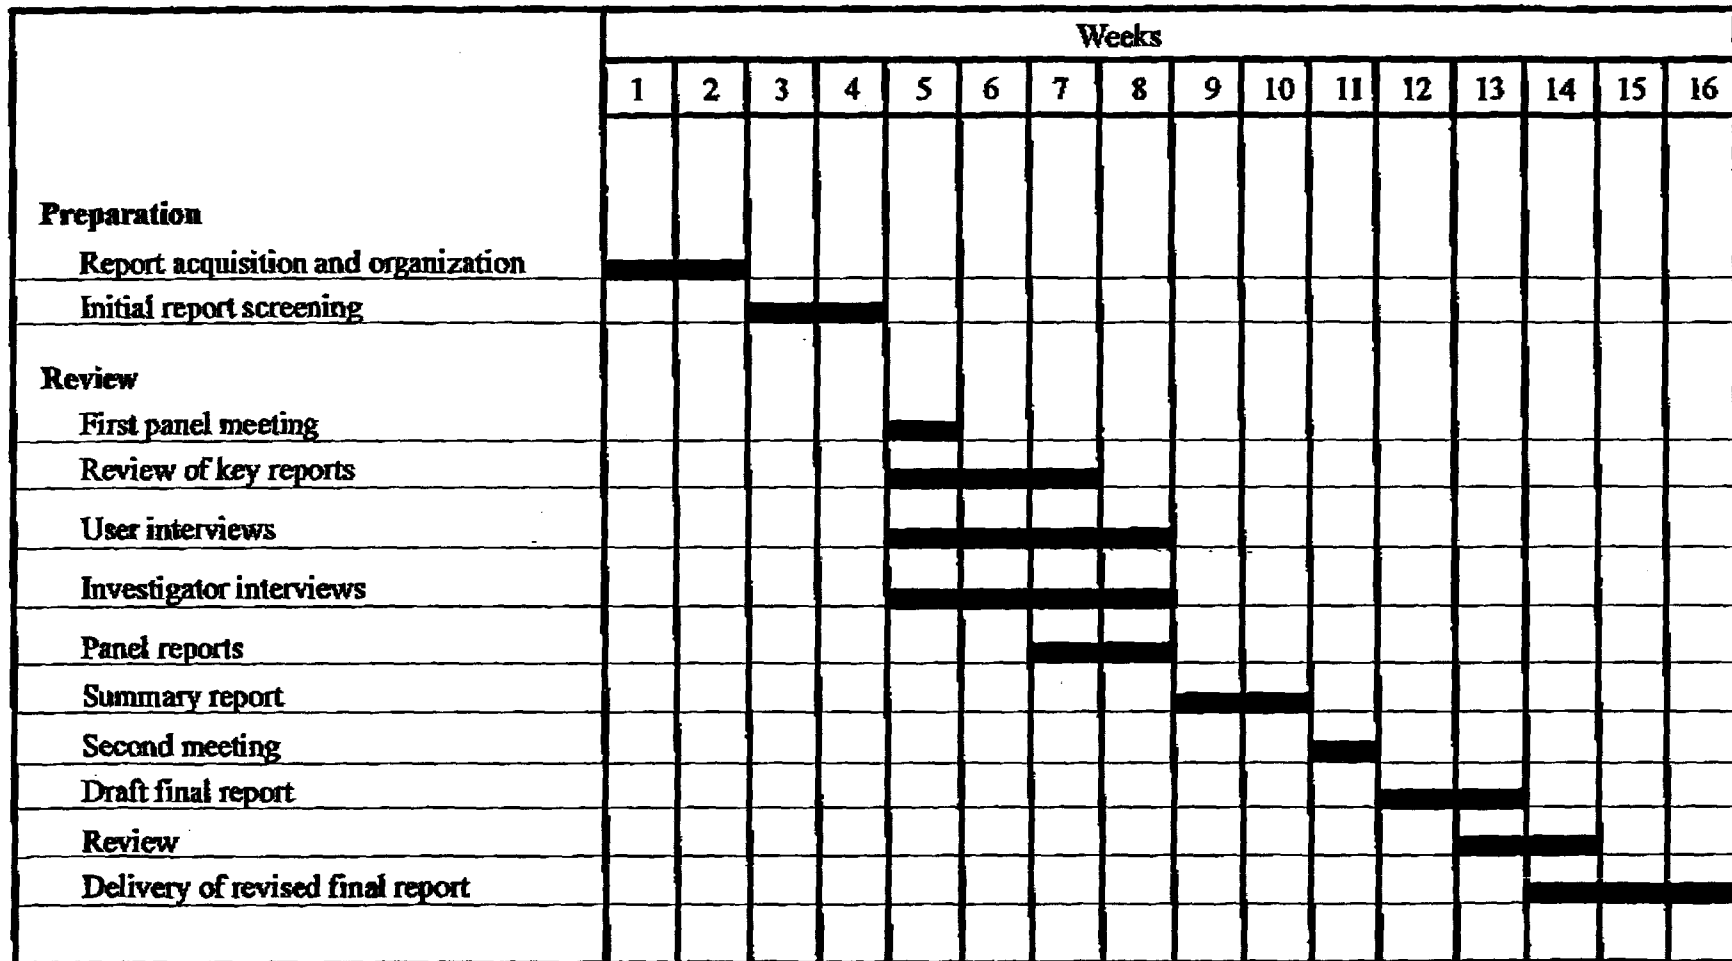 Weeks
1 2 3 4 5 6 7 8 9 10 11 12 13 14 15 16
Preparation
Report acquisition and organization
Initial report screening
Review
First panel meeting
Review of key reports
User interviews
Investigator interviews
Panel reports
Summary report
Second meeting
Draft final report
Review
Delivery of revised final report